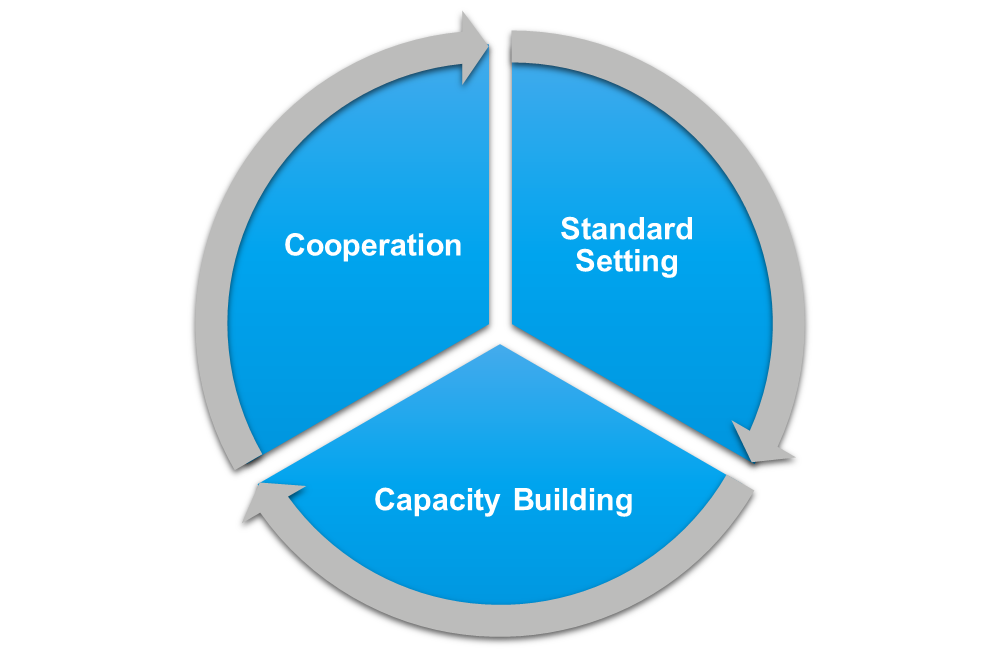 Cooperation
Standard
Setting
Capacity Building